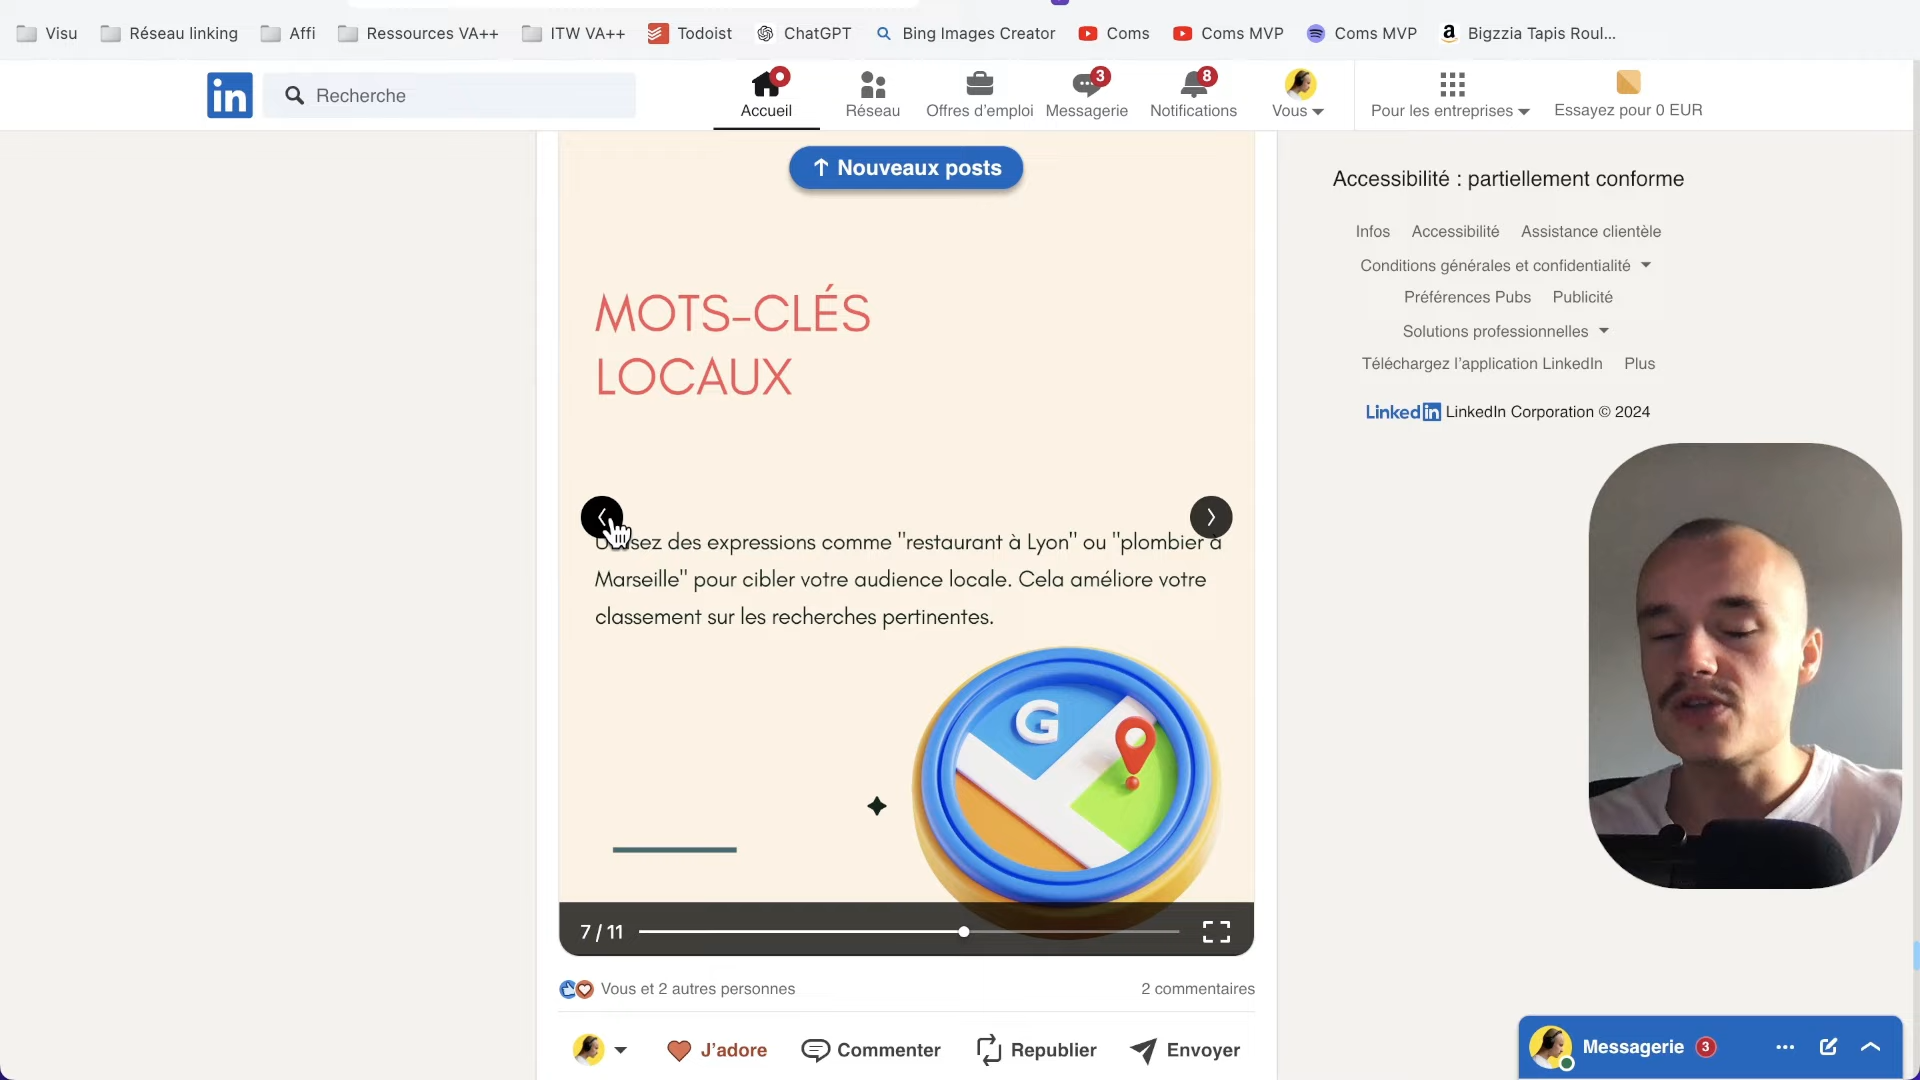 Visu
Réseau linking
Affi
Ressources VA++
ITW VA++
Todoist
ChatGPT
Bing Images Creator
Coms
Coms MVP
Coms MVP
a Bigzzia Tapis Roul...
in
Recherche
Accueil
Réseau
Offres d'emploi
3
Messagerie
8
Notifications
Vous
Pour les entreprises
Essayez pour 0 EUR
↑ Nouveaux posts
MOTS-CLÉS
LOCAUX
des expressions comme "restaurant à Lyon" ou "plombier à
Marseille" pour cibler votre audience locale. Cela améliore votre
classement sur les recherches pertinentes.
G
7 / 11
Vous et 2 autres personnes
2 commentaires
J'adore
Commenter
Republier
Envoyer
Accessibilité : partiellement conforme
Infos Accessibilité Assistance clientèle
Conditions générales et confidentialité
Préférences Pubs Publicité
Solutions professionnelles
Téléchargez l'application LinkedIn Plus
LinkedIn LinkedIn Corporation © 2024
Messagerie 3